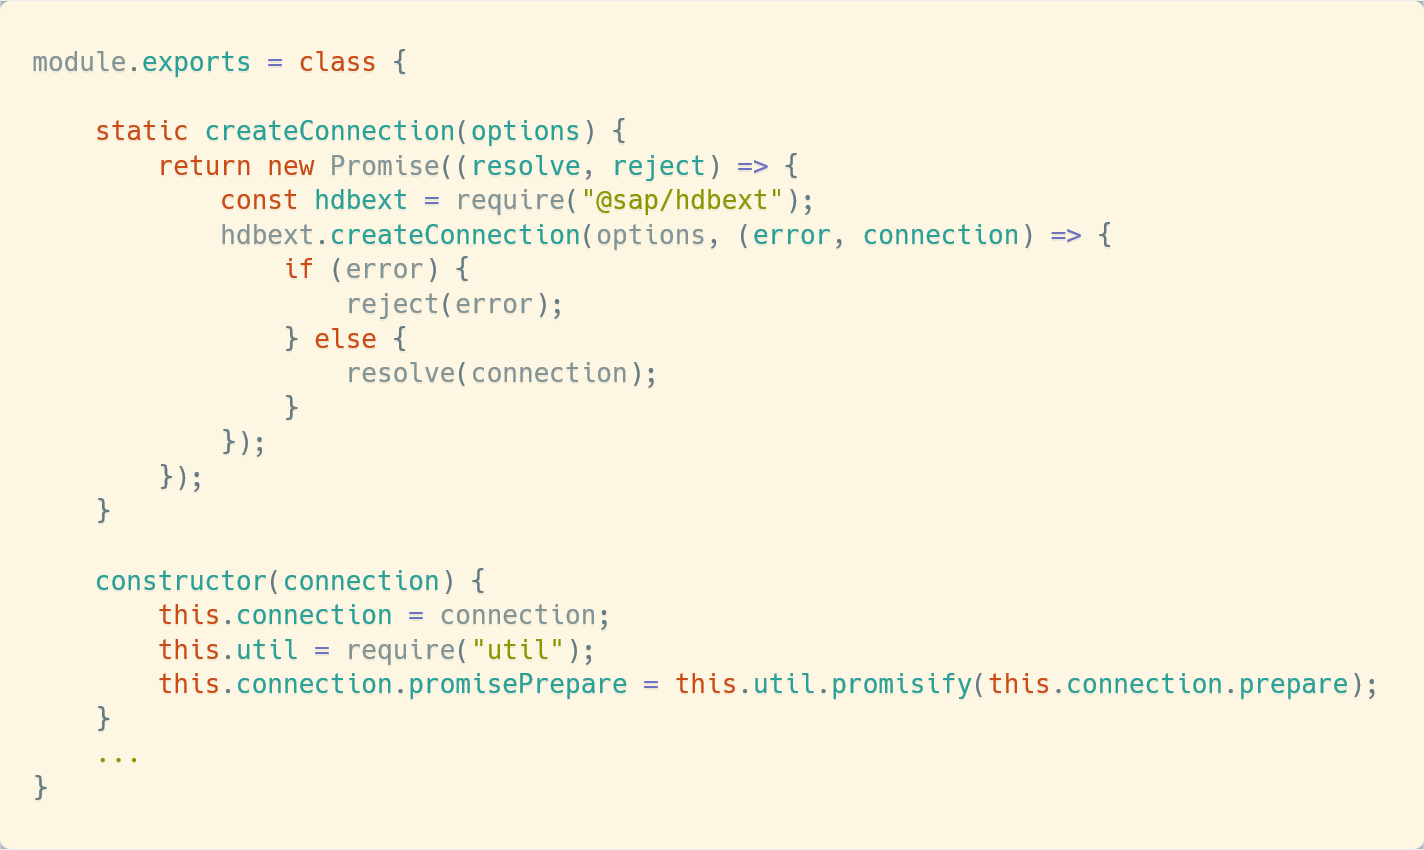 module.exports = class {

    static createConnection(options) {
        return new Promise((resolve, reject) => {
            const hdbext = require("@sap/hdbext");
            hdbext.createConnection(options, (error, connection) => {
                if (error) {
                    reject(error);
                } else {
                    resolve(connection);
                }
            });
        });
    }

    constructor(connection) {
        this.connection = connection;
        this.util = require("util");
        this.connection.promisePrepare = this.util.promisify(this.connection.prepare);
    }
    ...
}